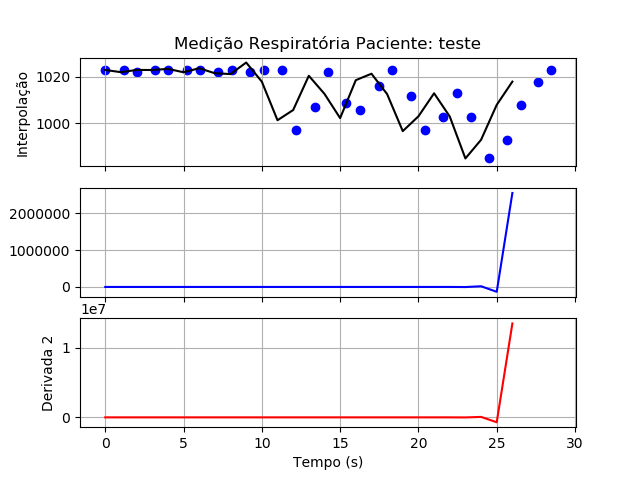 Medição Respiratória Paciente: teste
1020
1000
Interpolação
2000000
1000000
0
1e7
1
0
Derivada 2
0
5
10
15
20
25
30
Tempo (s)